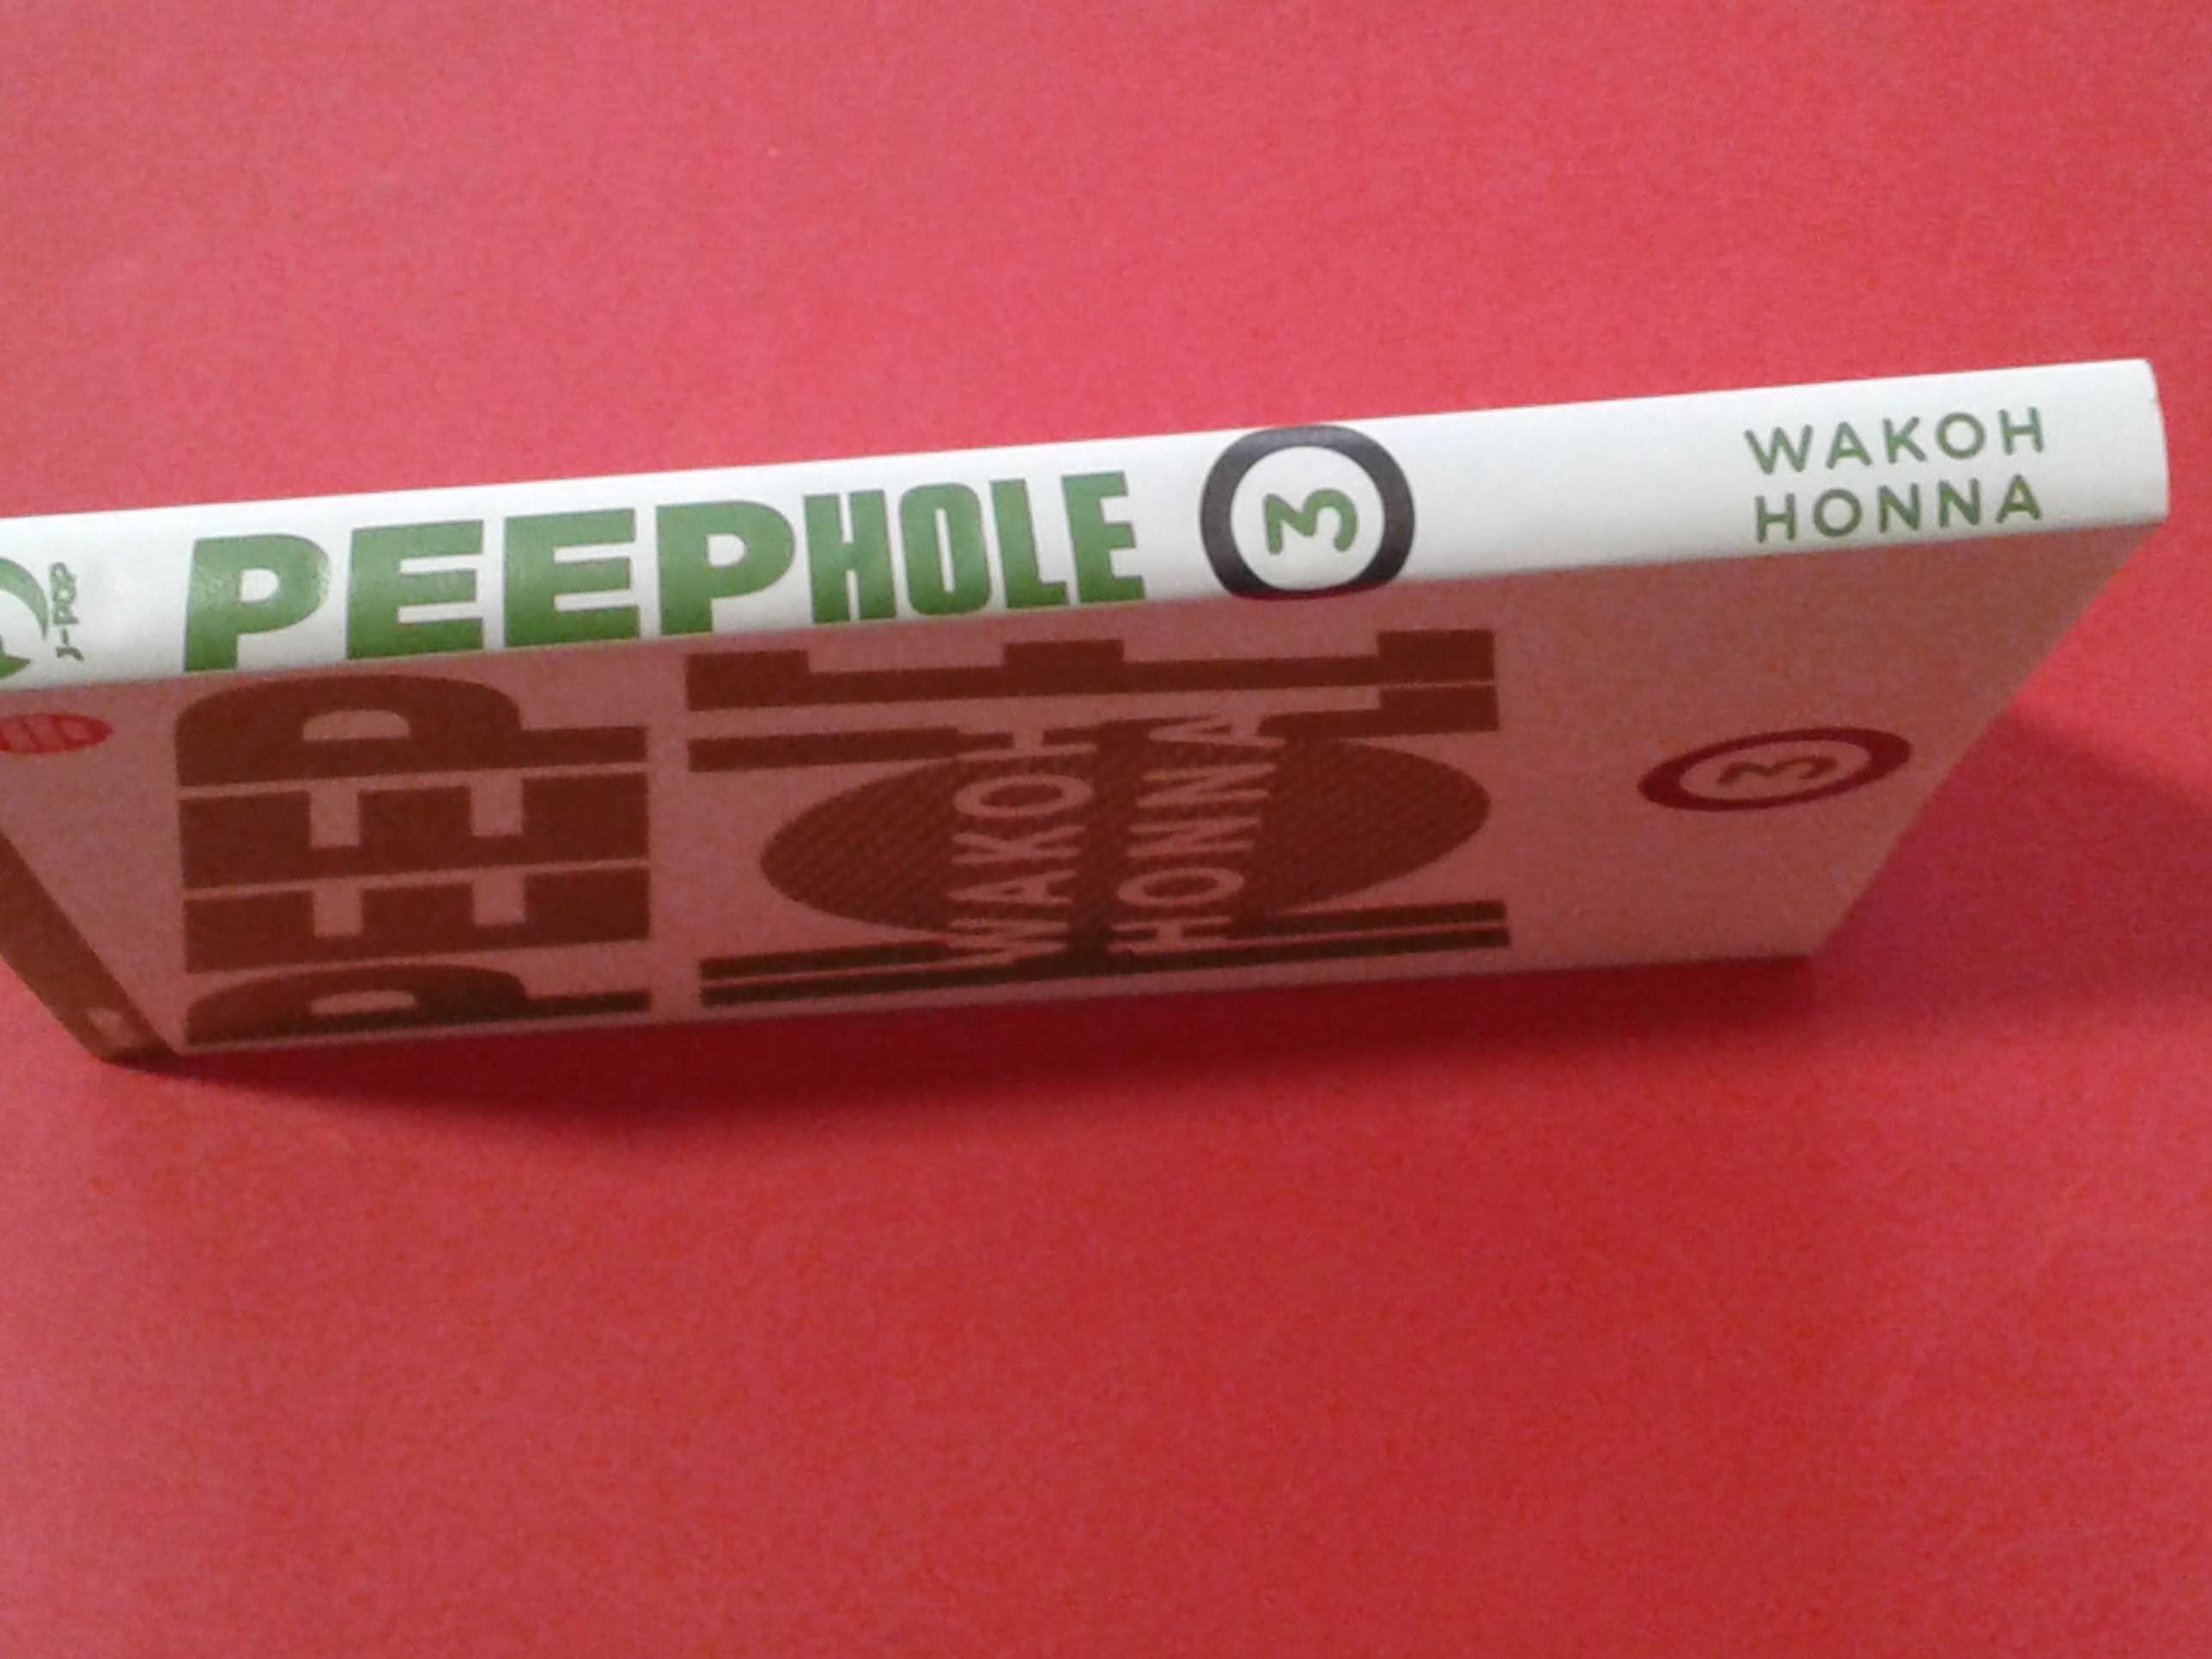 J-POP
PEEPHOLE
3
WAKOH
HONNA
PEEP
HOLE
WAKOH
HONNA
3